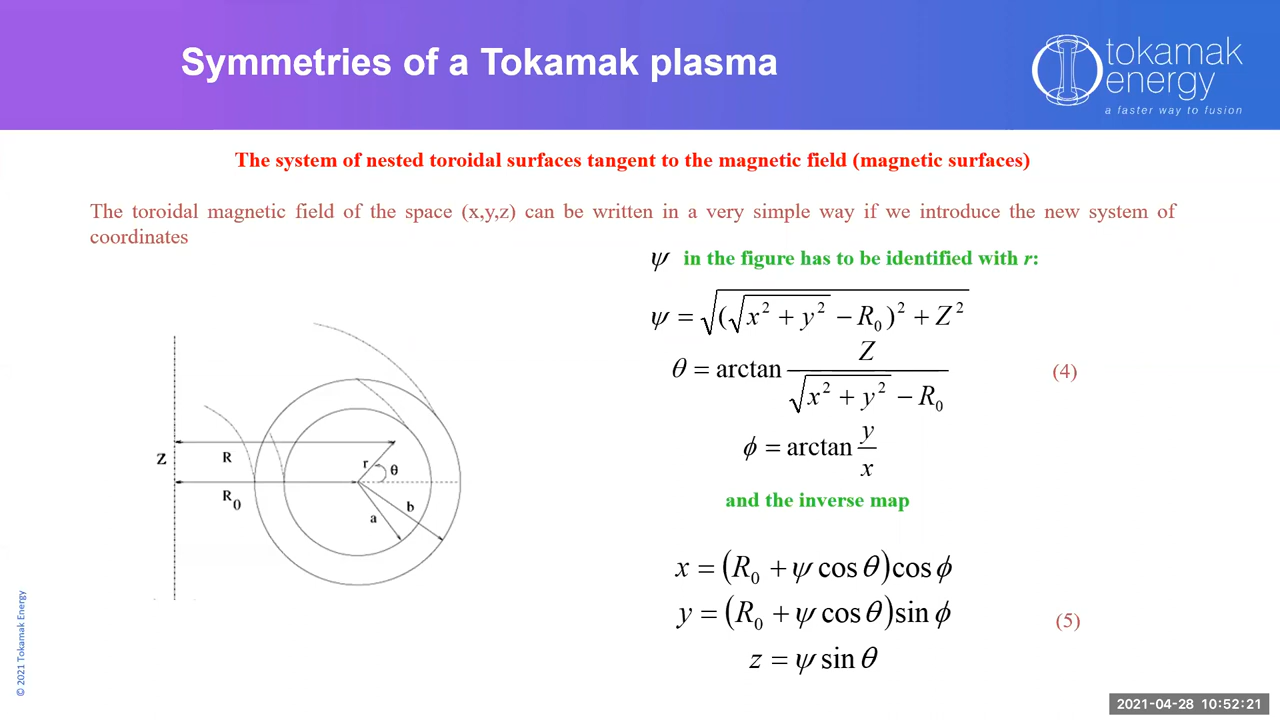 Symmetries of a Tokamak plasma
tokamak
energy
a faster way to fusion
The system of nested toroidal surfaces tangent to the magnetic field (magnetic surfaces)
The toroidal magnetic field of the space (x,y,z) can be written in a very simple way if we introduce the new system of
coordinates
ψ in the figure has to be identified with r:
ψ = √((√(x² + y²) − R₀)² + Z²)
θ = arctan Z / (√(x² + y²) − R₀) (4)
ϕ = arctan y / x
and the inverse map
x = (R₀ + ψ cos θ) cos ϕ
y = (R₀ + ψ cos θ) sin ϕ (5)
z = ψ sin θ
Z
R
R₀
r
θ
b
a
© 2021 Tokamak Energy
2021-04-28 10:52:21